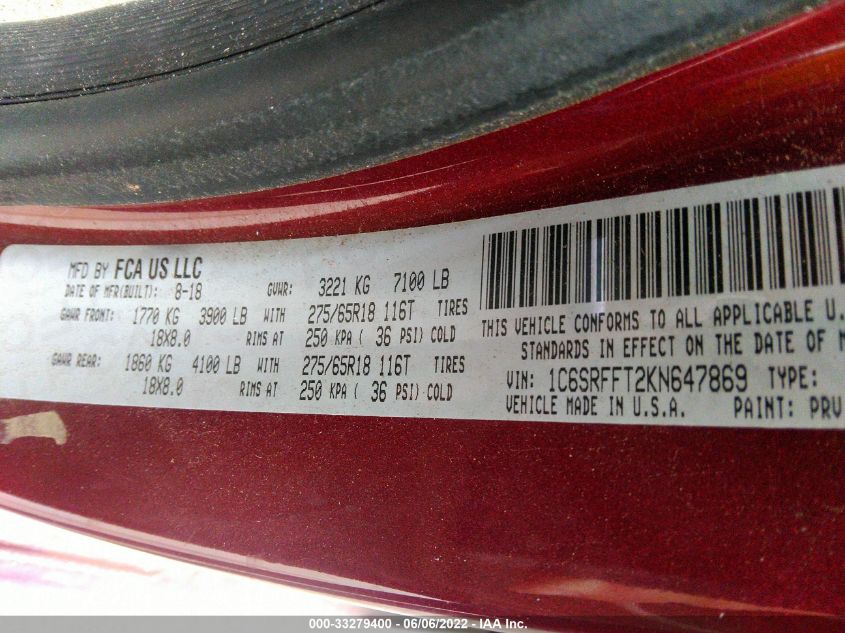 MFD BY FCA US LLC
DATE OF MFR(BUILT): 8-18 GVWR: 3221 KG 7100 LB
GAWR FRONT: 1770 KG 3900 LB WITH 275/65R18 116T TIRES
18X8.0 RIMS AT 250 KPA ( 36 PSI) COLD
GAWR REAR: 1860 KG 4100 LB WITH 275/65R18 116T TIRES
18X8.0 RIMS AT 250 KPA ( 36 PSI) COLD
THIS VEHICLE CONFORMS TO ALL APPLICABLE U.
STANDARDS IN EFFECT ON THE DATE OF M
VIN: 1C6SRFFT2KN647869 TYPE:
VEHICLE MADE IN U.S.A. PAINT: PRV
000-33279400 - 06/06/2022 - IAA Inc.